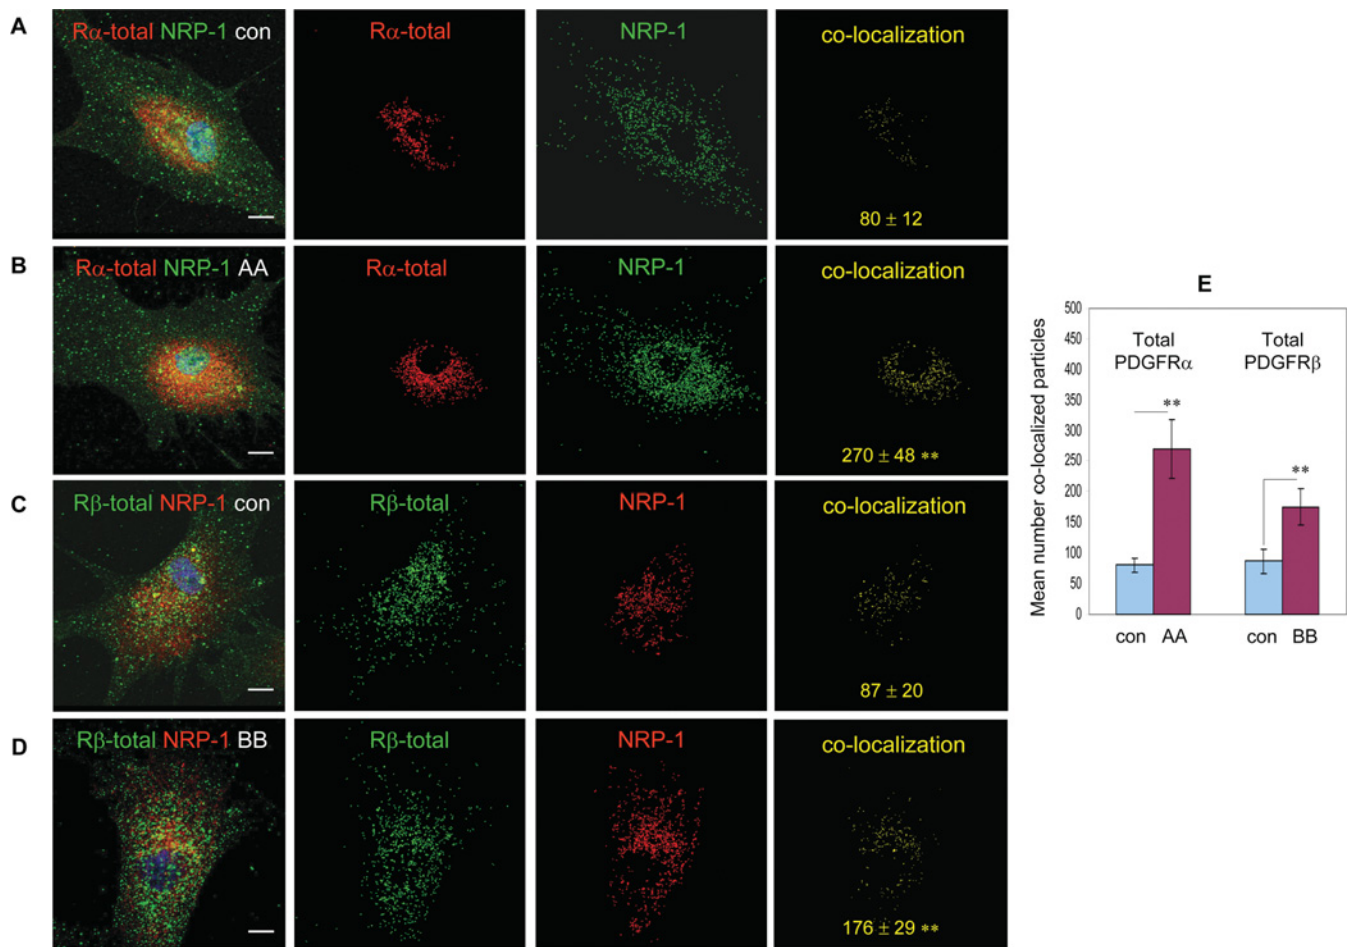 A
Rα-total NRP-1 con
Rα-total
NRP-1
co-localization
80 ± 12
B
Rα-total NRP-1 AA
Rα-total
NRP-1
co-localization
270 ± 48 **
C
Rβ-total NRP-1 con
Rβ-total
NRP-1
co-localization
87 ± 20
D
Rβ-total NRP-1 BB
Rβ-total
NRP-1
co-localization
176 ± 29 **
E
Mean number co-localized particles
500
450
400
350
300
250
200
150
100
50
0
Total
PDGFRα
Total
PDGFRβ
**
**
con AA
con BB